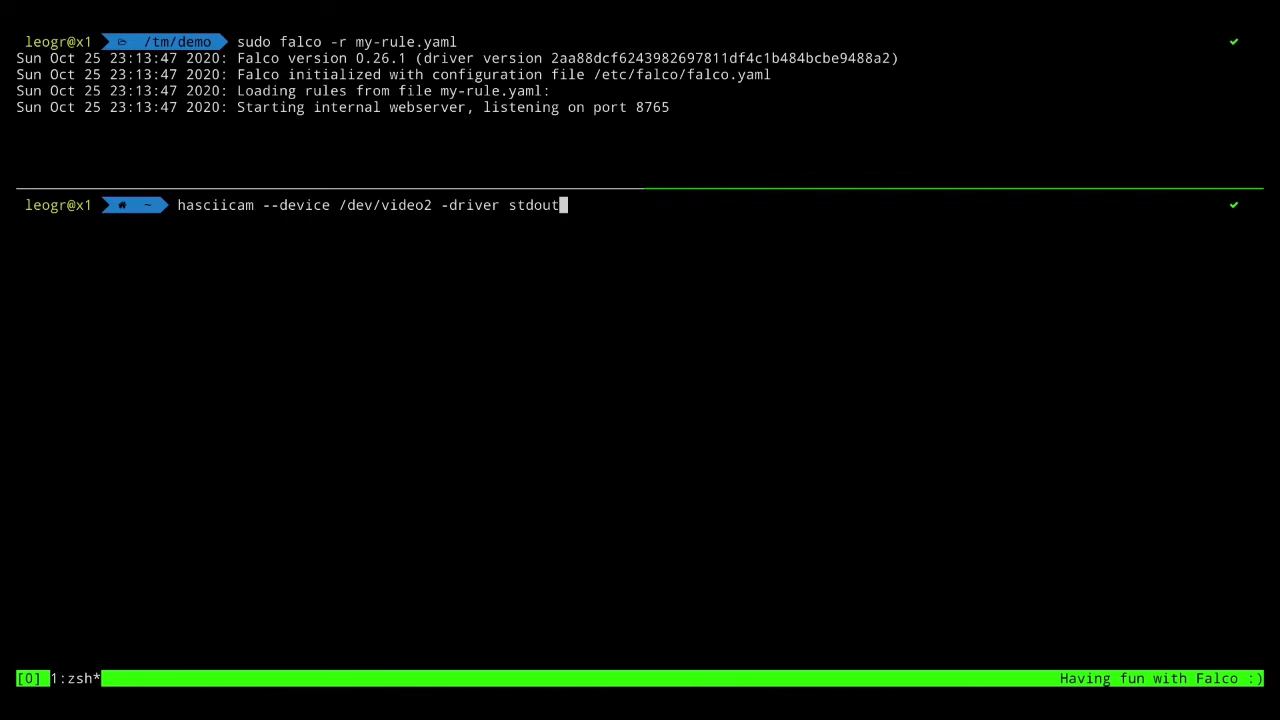 leogr@x1 /tm/demo sudo falco -r my-rule.yaml
Sun Oct 25 23:13:47 2020: Falco version 0.26.1 (driver version 2aa88dcf6243982697811df4c1b484bcbe9488a2)
Sun Oct 25 23:13:47 2020: Falco initialized with configuration file /etc/falco/falco.yaml
Sun Oct 25 23:13:47 2020: Loading rules from file my-rule.yaml:
Sun Oct 25 23:13:47 2020: Starting internal webserver, listening on port 8765
leogr@x1 ~ hasciicam --device /dev/video2 -driver stdout
[0] 1:zsh* Having fun with Falco :)